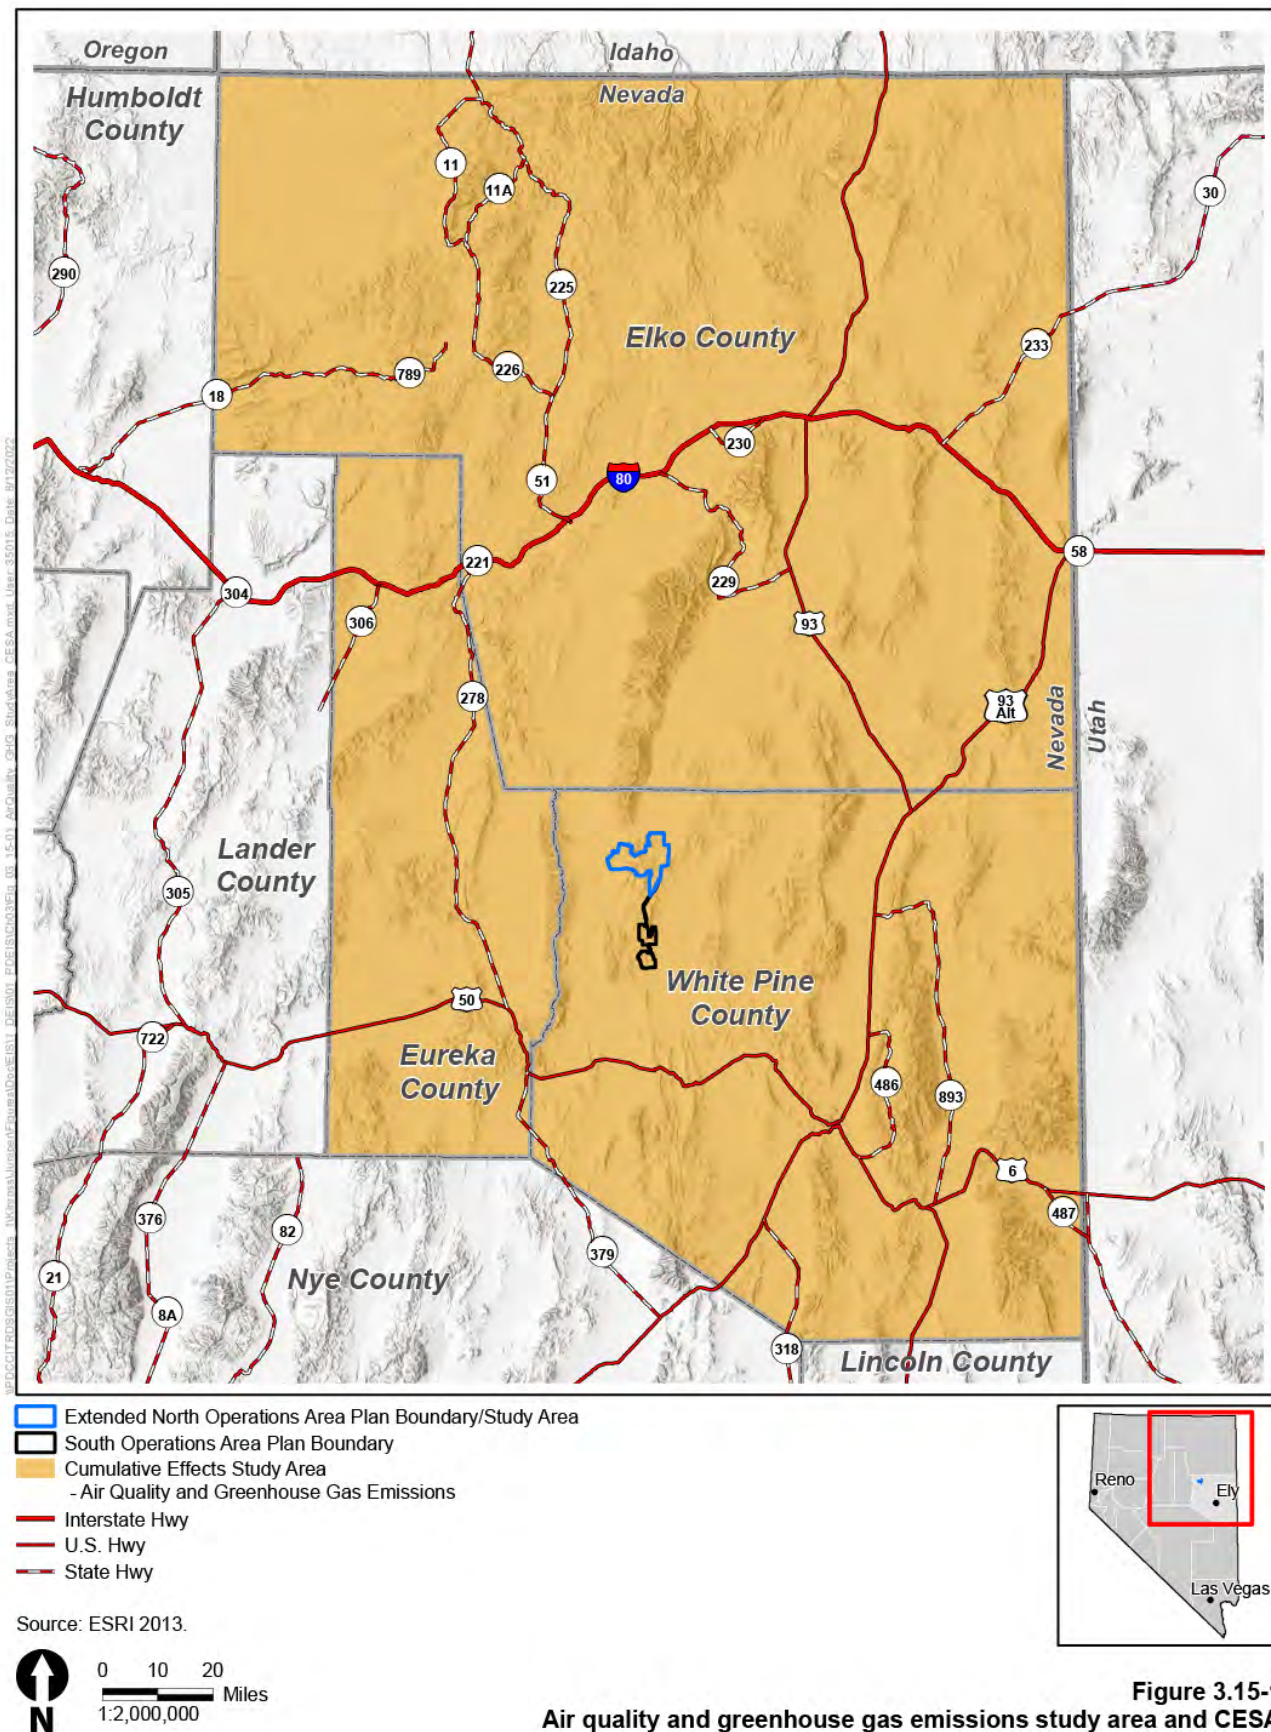 Oregon
Idaho
Nevada
Humboldt
County
11
11A
30
290
225
Elko County
233
789
226
18
230
51
80
221
58
304
229
306
93
278
93
Alt
Nevada
Utah
Lander
County
305
White Pine
County
50
722
Eureka
County
486
893
6
487
376
82
379
21
Nye County
8A
318
Lincoln County
Extended North Operations Area Plan Boundary/Study Area
South Operations Area Plan Boundary
Cumulative Effects Study Area
- Air Quality and Greenhouse Gas Emissions
Interstate Hwy
U.S. Hwy
State Hwy
Reno
Ely
Las Vegas
Source: ESRI 2013.
N
0 10 20
Miles
1:2,000,000
Figure 3.15-
Air quality and greenhouse gas emissions study area and CESA